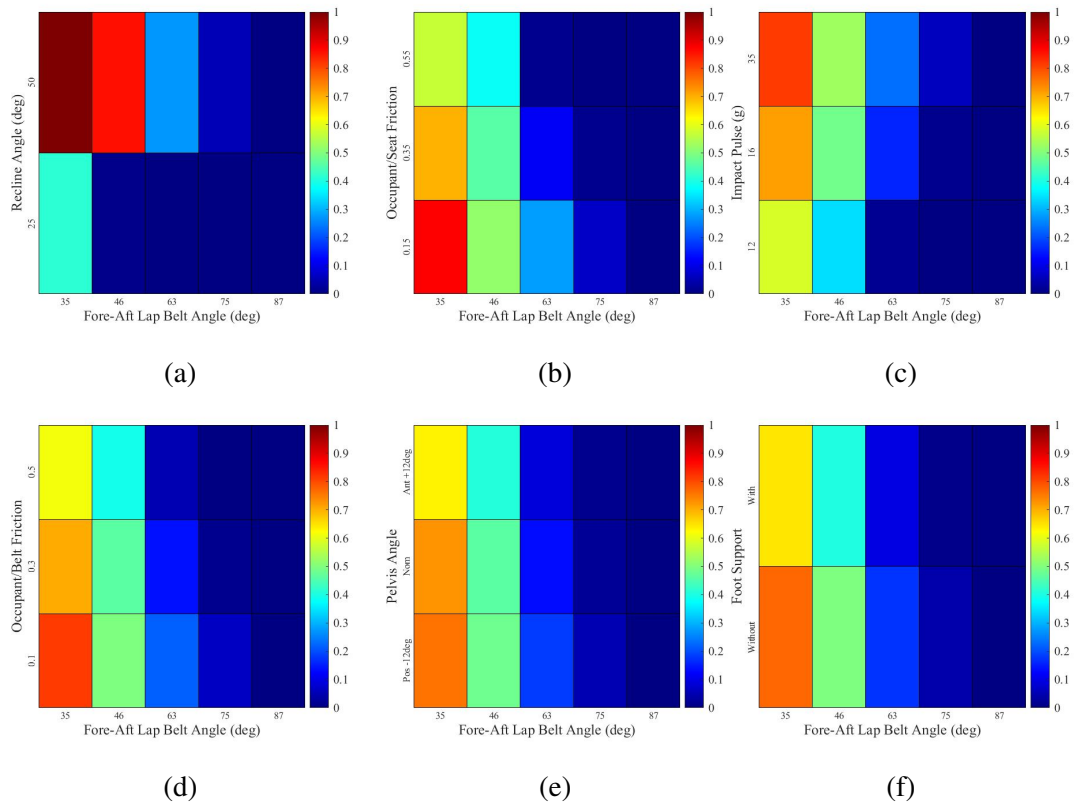 1
0.9
0.8
0.7
0.6
0.5
0.4
0.3
0.2
0.1
0
Recline Angle (deg)
50
25
35 46 63 75 87
Fore-Aft Lap Belt Angle (deg)
(a)
1
0.9
0.8
0.7
0.6
0.5
0.4
0.3
0.2
0.1
0
Occupant/Seat Friction
0.55
0.35
0.15
35 46 63 75 87
Fore-Aft Lap Belt Angle (deg)
(b)
1
0.9
0.8
0.7
0.6
0.5
0.4
0.3
0.2
0.1
0
Impact Pulse (g)
35
16
12
35 46 63 75 87
Fore-Aft Lap Belt Angle (deg)
(c)
1
0.9
0.8
0.7
0.6
0.5
0.4
0.3
0.2
0.1
0
Occupant/Belt Friction
0.5
0.3
0.1
35 46 63 75 87
Fore-Aft Lap Belt Angle (deg)
(d)
1
0.9
0.8
0.7
0.6
0.5
0.4
0.3
0.2
0.1
0
Pelvis Angle
Ant +12deg
Nom
Pos -12deg
35 46 63 75 87
Fore-Aft Lap Belt Angle (deg)
(e)
1
0.9
0.8
0.7
0.6
0.5
0.4
0.3
0.2
0.1
0
Foot Support
With
Without
35 46 63 75 87
Fore-Aft Lap Belt Angle (deg)
(f)